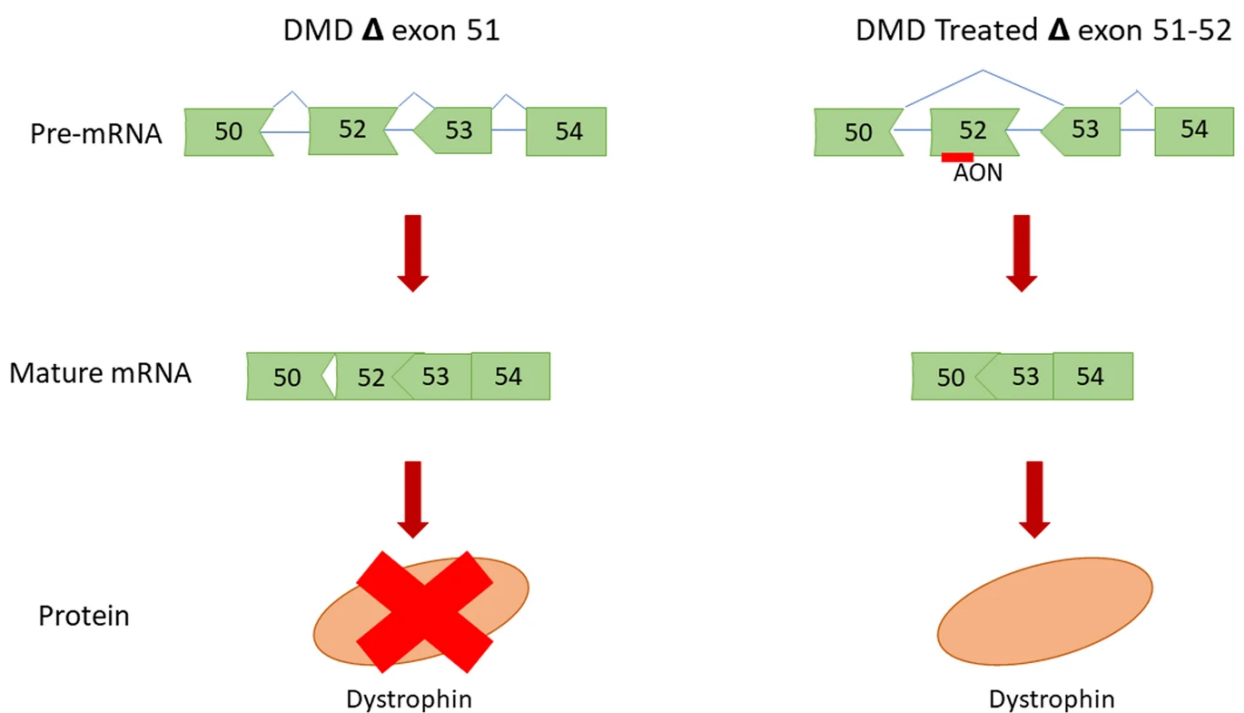 DMD Δ exon 51
DMD Treated Δ exon 51-52
Pre-mRNA
50
52
53
54
50
52
53
54
AON
Mature mRNA
50
52
53
54
50
53
54
Protein
Dystrophin
Dystrophin